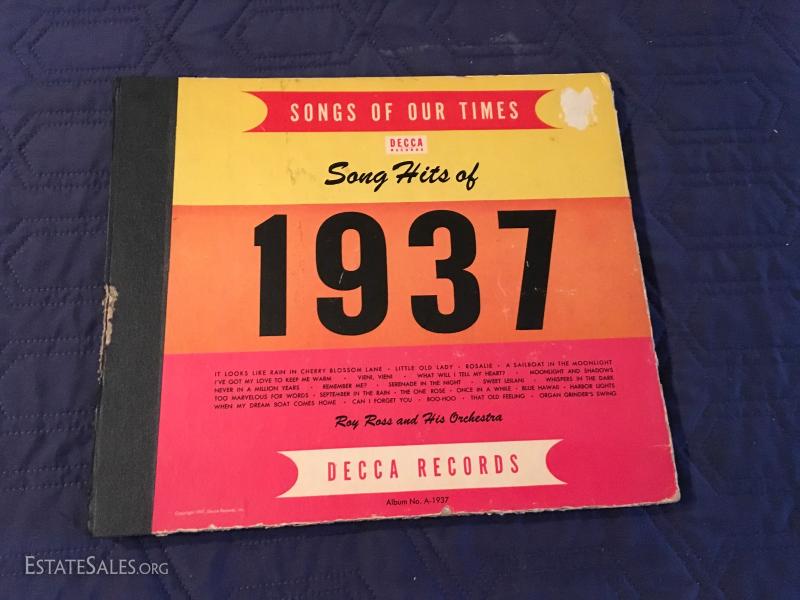 SONGS OF OUR TIMES
DECCA
RECORDS
Song Hits of
1937
IT LOOKS LIKE RAIN IN CHERRY BLOSSOM LANE • LITTLE OLD LADY • ROSALIE • A SAILBOAT IN THE MOONLIGHT
I'VE GOT MY LOVE TO KEEP ME WARM • VIENI, VIENI • WHAT WILL I TELL MY HEART? • MOONLIGHT AND SHADOWS
NEVER IN A MILLION YEARS • REMEMBER ME? • SERENADE IN THE NIGHT • SWEET LEILANI • WHISPERS IN THE DARK
TOO MARVELOUS FOR WORDS • SEPTEMBER IN THE RAIN • THE ONE ROSE • ONCE IN A WHILE • BLUE HAWAII • HARBOR LIGHTS
WHEN MY DREAM BOAT COMES HOME • CAN I FORGET YOU • BOO-HOO • THAT OLD FEELING • ORGAN GRINDER'S SWING
Roy Ross and His Orchestra
DECCA RECORDS
Album No. A-1937
Copyright Decca Records, Inc.
ESTATESALES.ORG